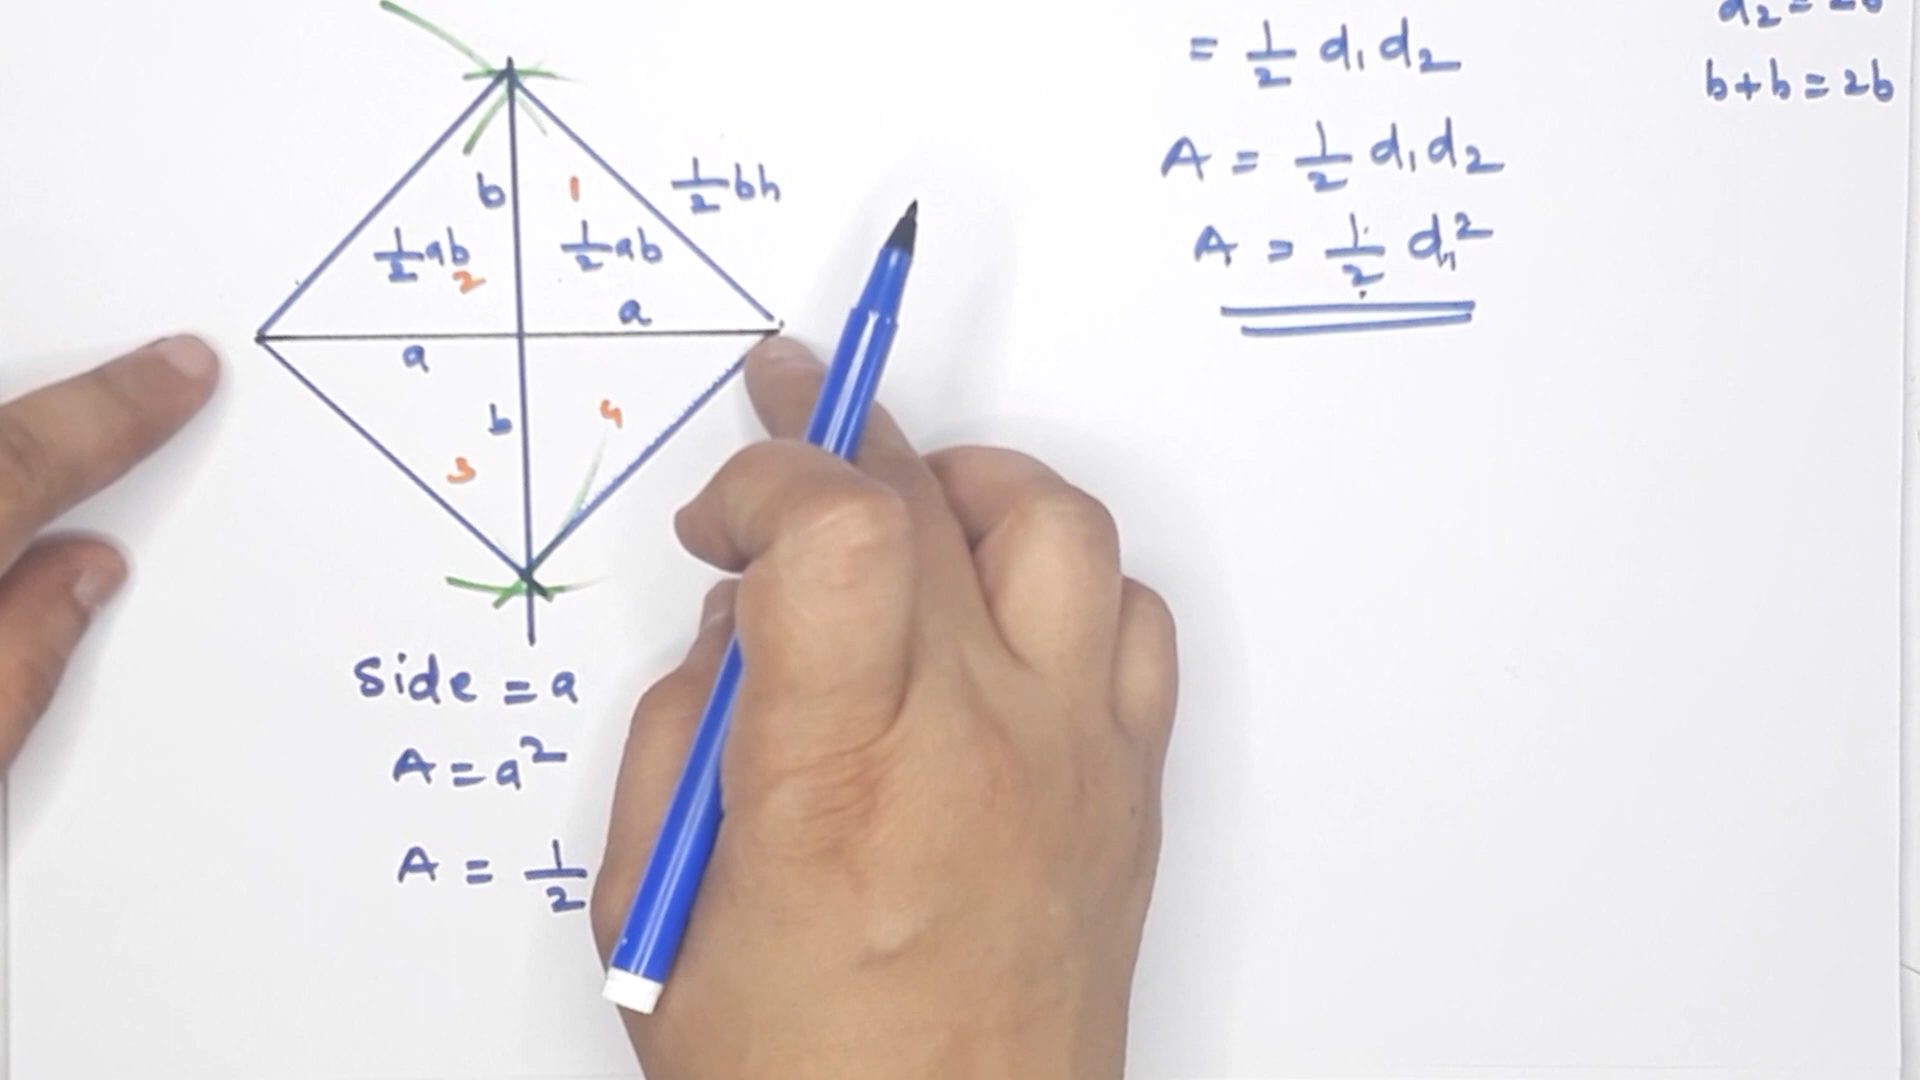 b
1
1/2 bh
1/2 ab
2
1/2 ab
a
a
b
4
3
Side = a
A = a²
A = 1/2
= 1/2 d₁ d₂
A = 1/2 d₁ d₂
A = 1/2 d₁²
b+b = 2b